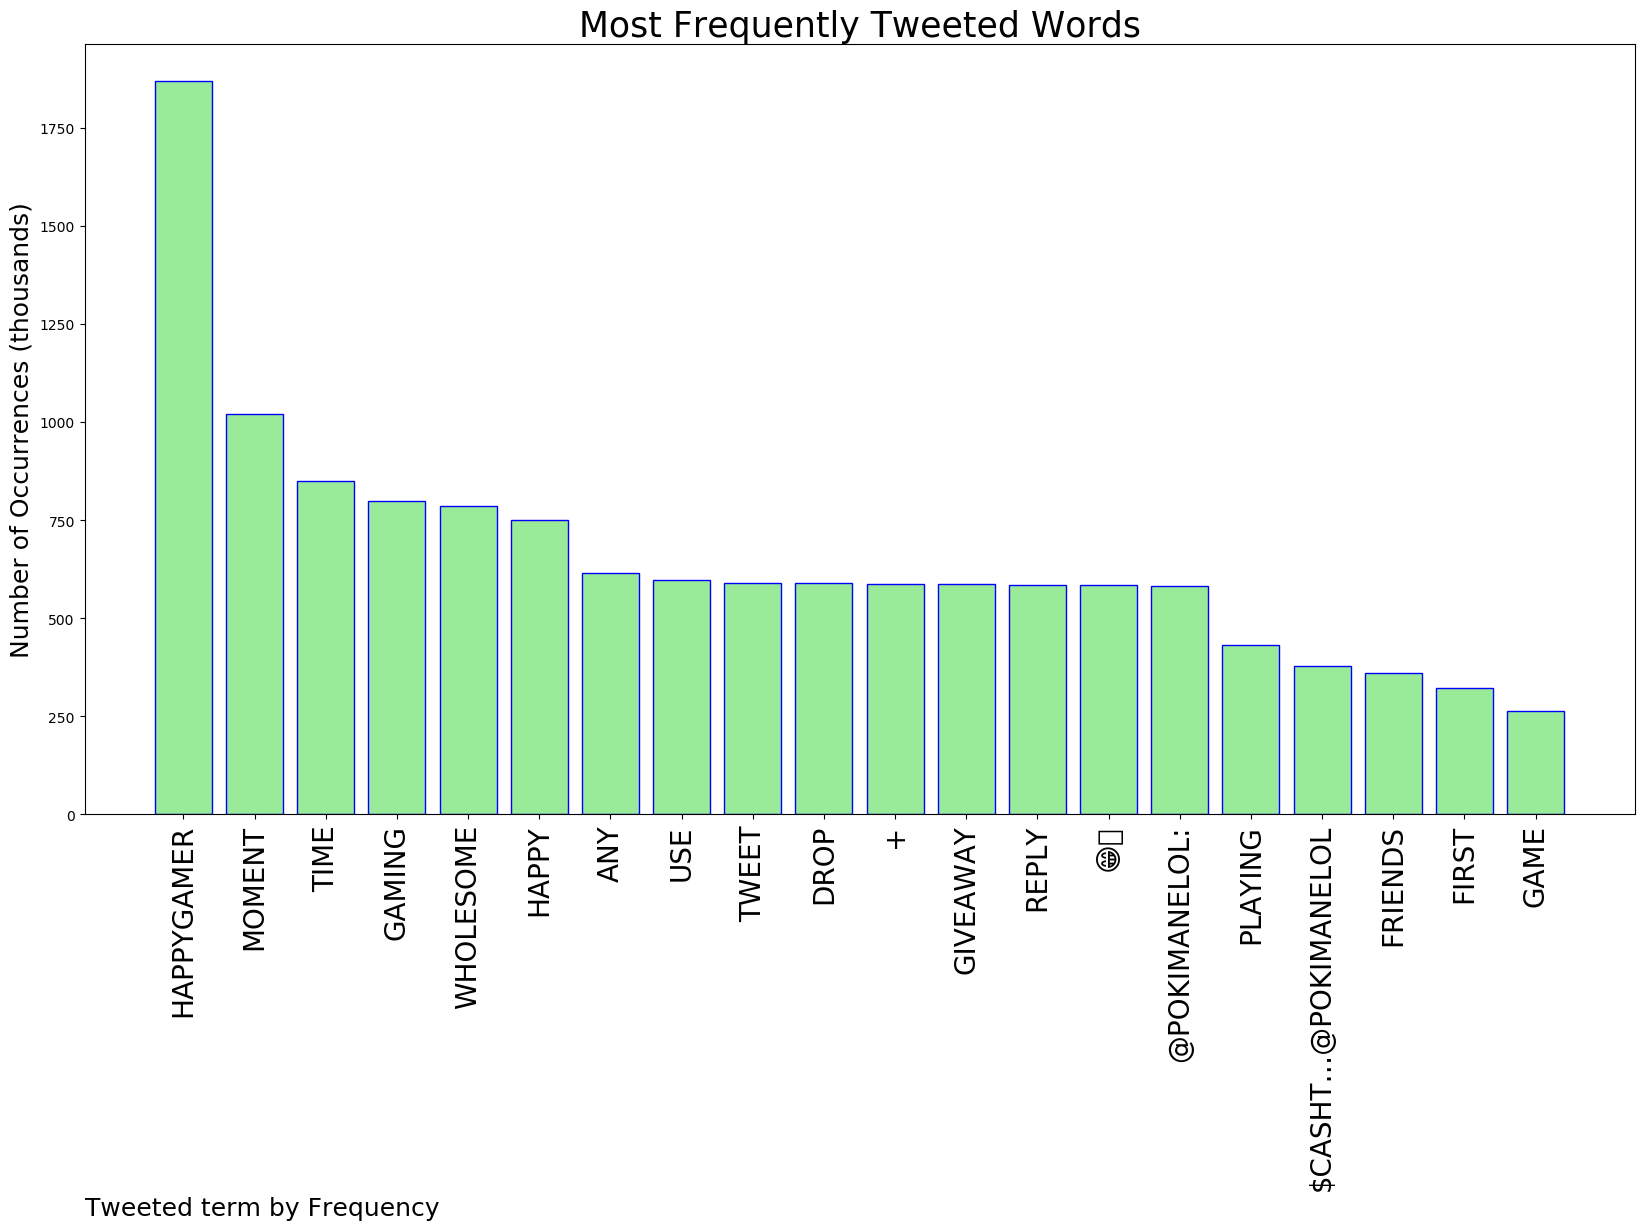 Most Frequently Tweeted Words
Number of Occurrences (thousands)
1750
1500
1250
1000
750
500
250
0
HAPPYGAMER
MOMENT
TIME
GAMING
WHOLESOME
HAPPY
ANY
USE
TWEET
DROP
+
GIVEAWAY
REPLY
😁▯
@POKIMANELOL:
PLAYING
$CASHT…@POKIMANELOL
FRIENDS
FIRST
GAME
Tweeted term by Frequency